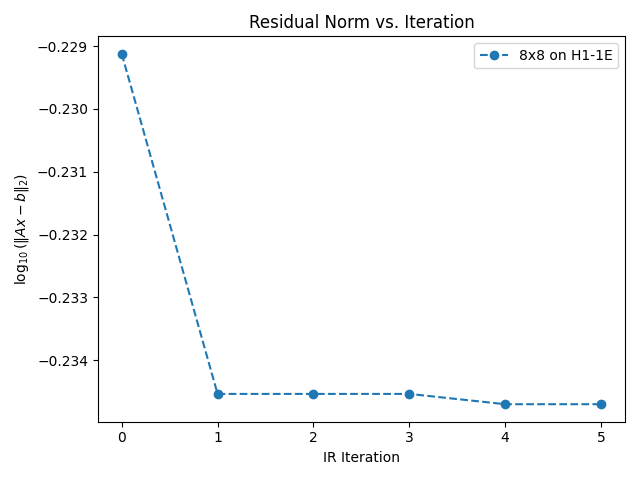 Residual Norm vs. Iteration
8x8 on H1-1E
−0.229
−0.230
−0.231
−0.232
−0.233
−0.234
log₁₀(‖Ax − b‖₂)
0 1 2 3 4 5
IR Iteration